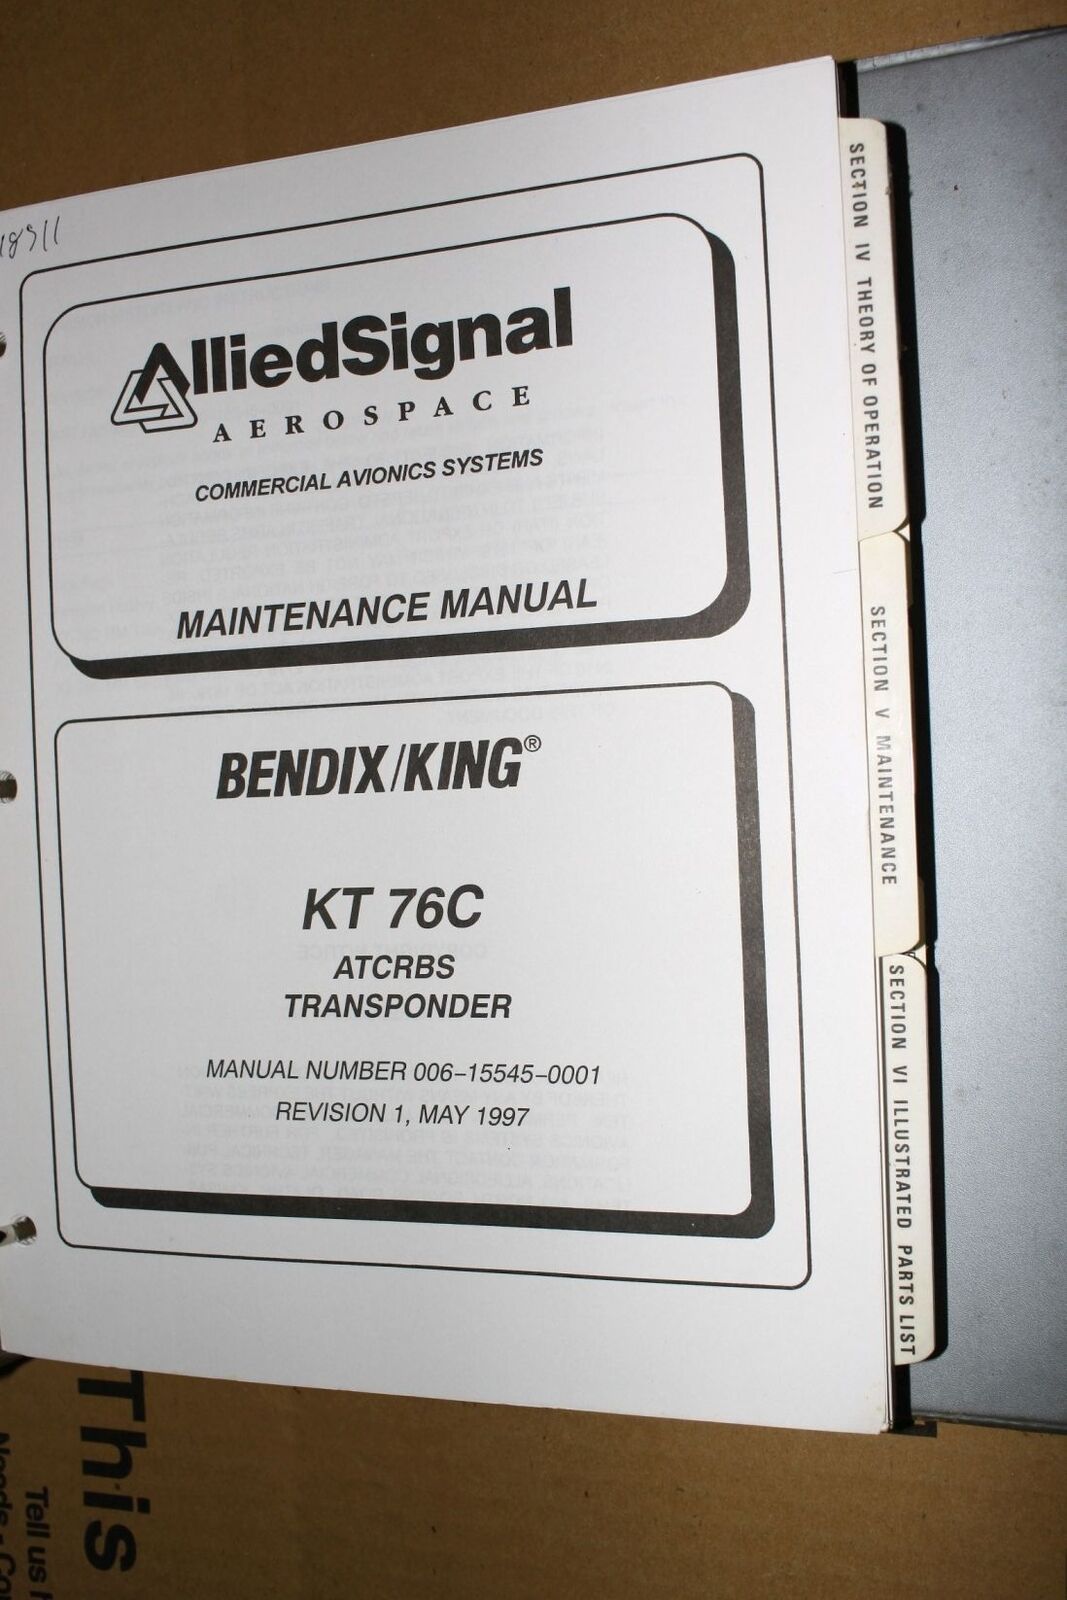 AlliedSignal
AEROSPACE
COMMERCIAL AVIONICS SYSTEMS
MAINTENANCE MANUAL
BENDIX/KING®
KT 76C
ATCRBS
TRANSPONDER
MANUAL NUMBER 006-15545-0001
REVISION 1, MAY 1997
SECTION IV THEORY OF OPERATION
SECTION V MAINTENANCE
SECTION VI ILLUSTRATED PARTS LIST
This
Tell us